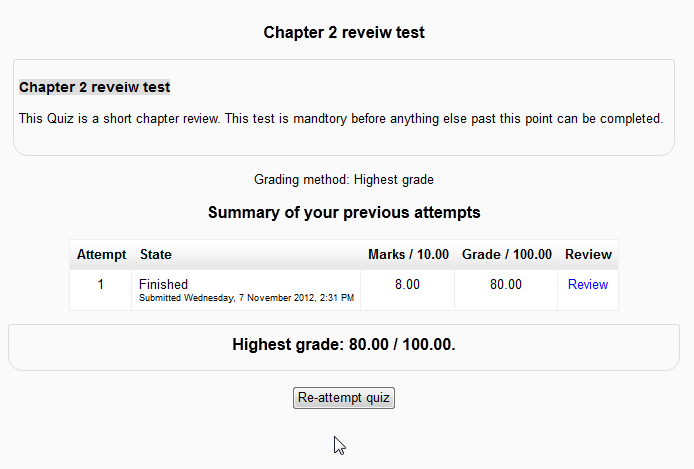 Chapter 2 reveiw test
Chapter 2 reveiw test
This Quiz is a short chapter review. This test is mandtory before anything else past this point can be completed.
Grading method: Highest grade
Summary of your previous attempts
Attempt State Marks / 10.00 Grade / 100.00 Review
1 Finished 8.00 80.00 Review
Submitted Wednesday, 7 November 2012, 2:31 PM
Highest grade: 80.00 / 100.00.
Re-attempt quiz